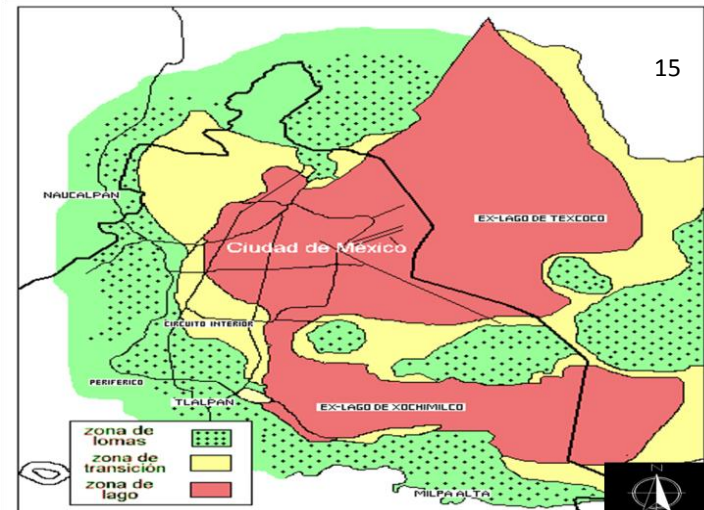 15
NAUCALPAN
EX-LAGO DE TEXCOCO
Ciudad de México
CIRCUITO INTERIOR
PERIFERICO
TLALPAN
EX-LAGO DE XOCHIMILCO
zona de
lomas
zona de
transición
zona de
lago
MILPA ALTA
N